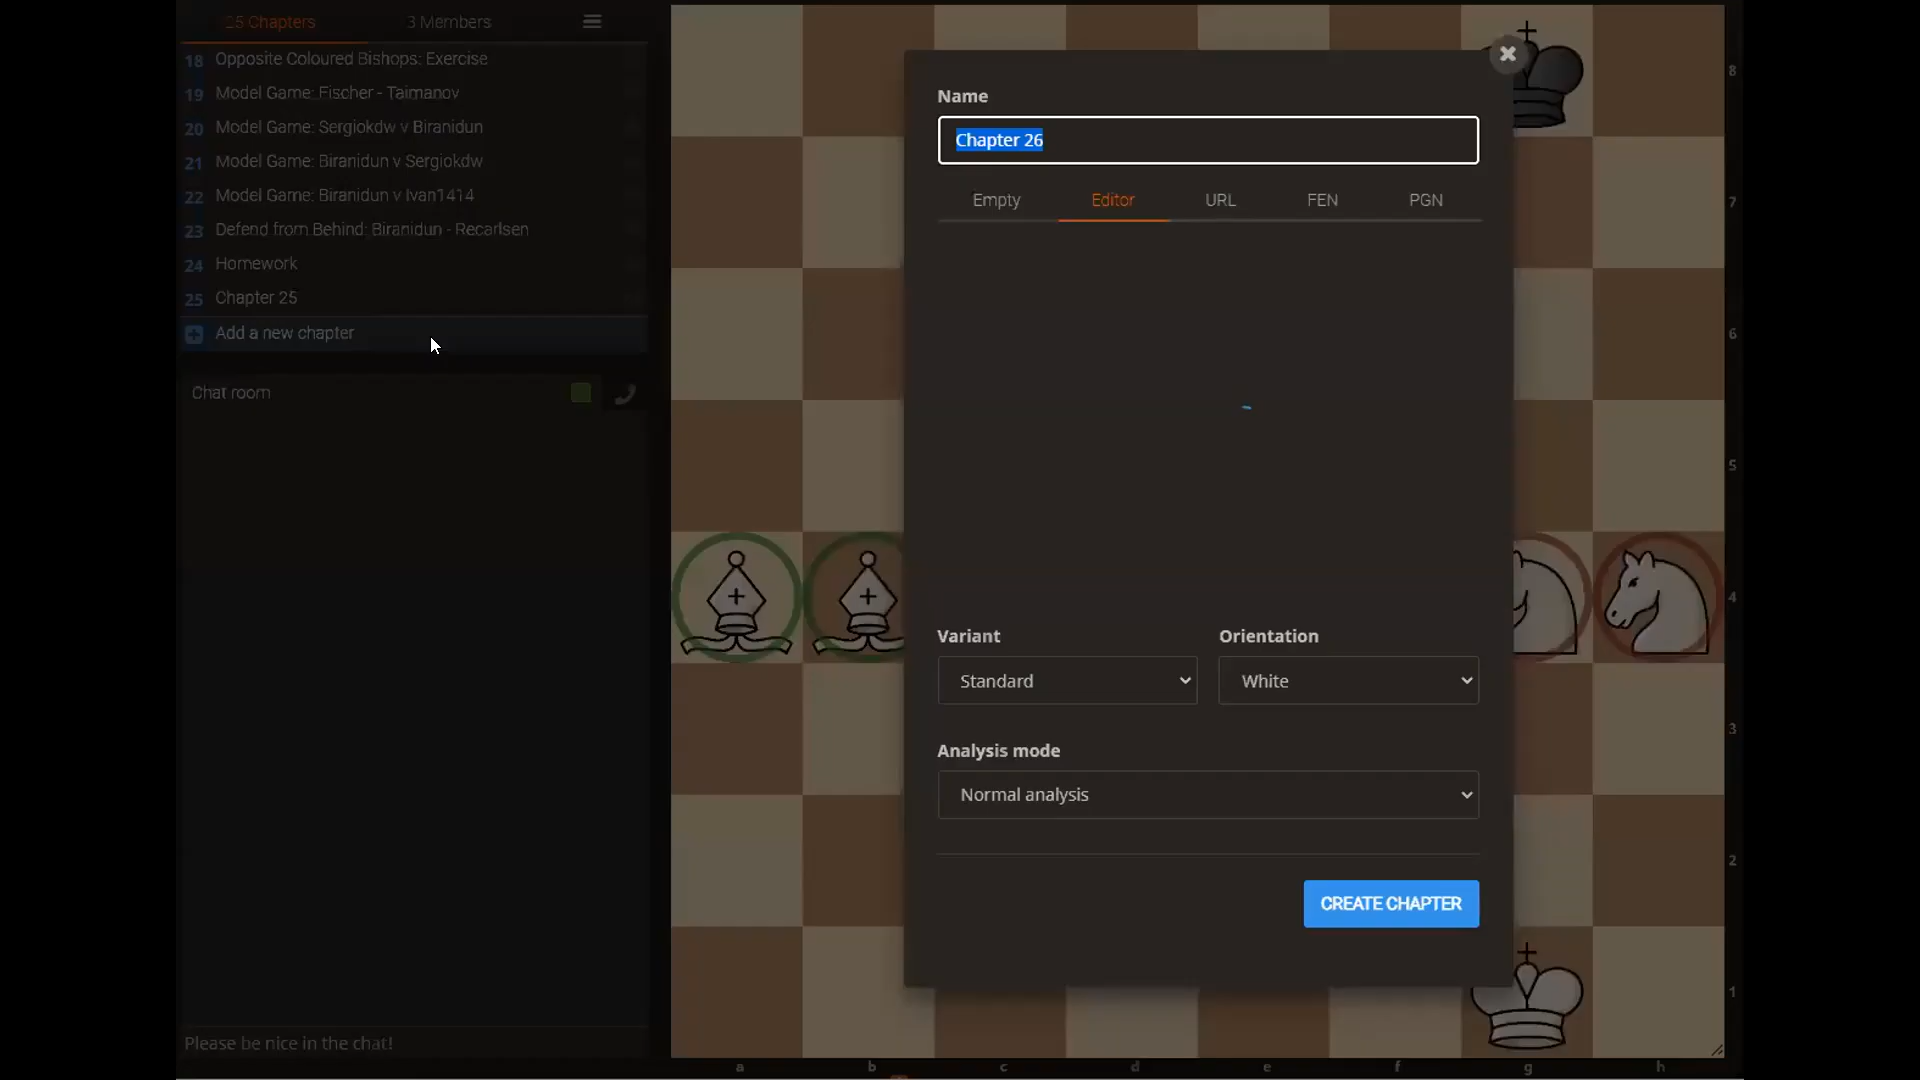 25 Chapters
3 Members
18 Opposite Coloured Bishops: Exercise
19 Model Game: Fischer - Taimanov
20 Model Game: Sergiokdw v Biranidun
21 Model Game: Biranidun v Sergiokdw
22 Model Game: Biranidun v Ivan1414
23 Defend from Behind: Biranidun - Recarlsen
24 Homework
25 Chapter 25
Add a new chapter
Chat room
Please be nice in the chat!
Name
Chapter 26
Empty Editor URL FEN PGN
Variant
Orientation
Standard
White
Analysis mode
Normal analysis
CREATE CHAPTER
8
7
6
5
4
3
2
1
a b c d e f g h